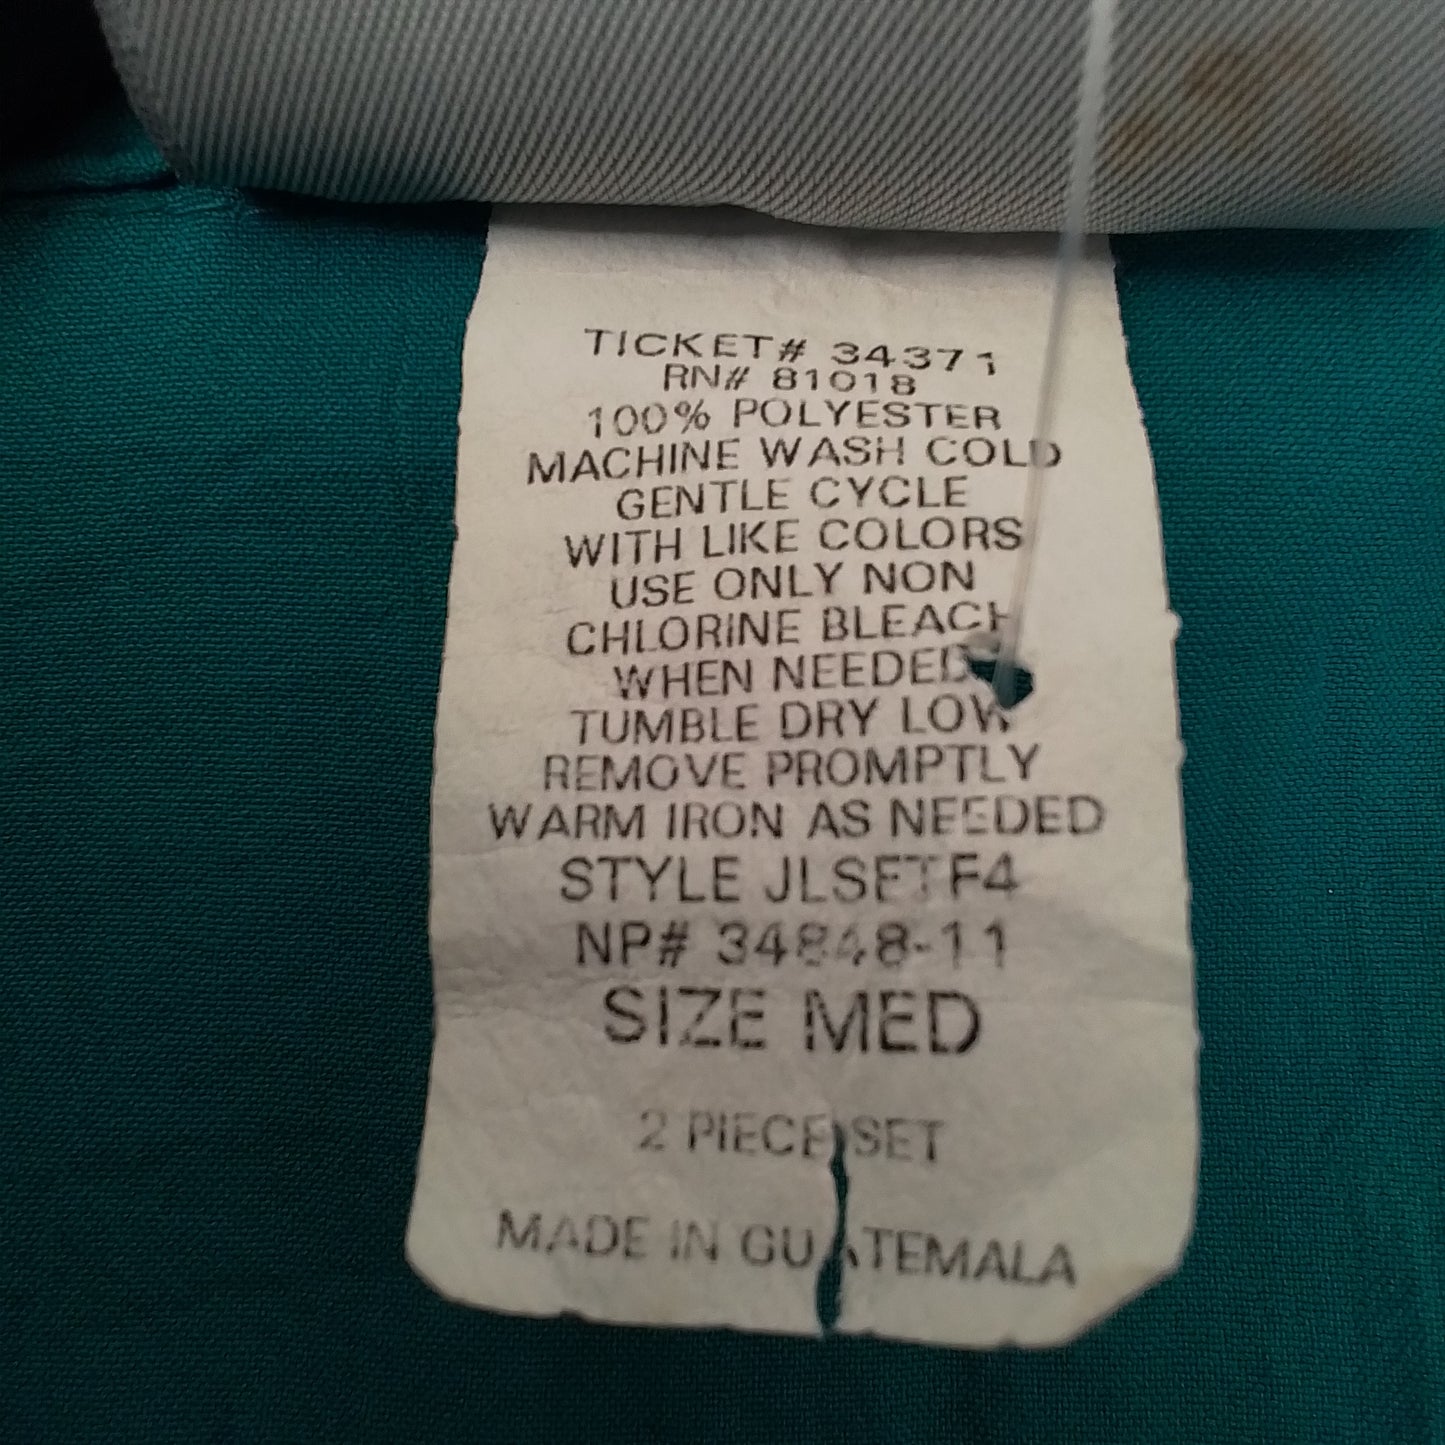 TICKET# 34371
RN# 81018
100% POLYESTER
MACHINE WASH COLD
GENTLE CYCLE
WITH LIKE COLORS
USE ONLY NON
CHLORINE BLEACH
WHEN NEEDED
TUMBLE DRY LOW
REMOVE PROMPTLY
WARM IRON AS NEEDED
STYLE JLSETF4
NP# 34848-11
SIZE MED
2 PIECE SET
MADE IN GUATEMALA